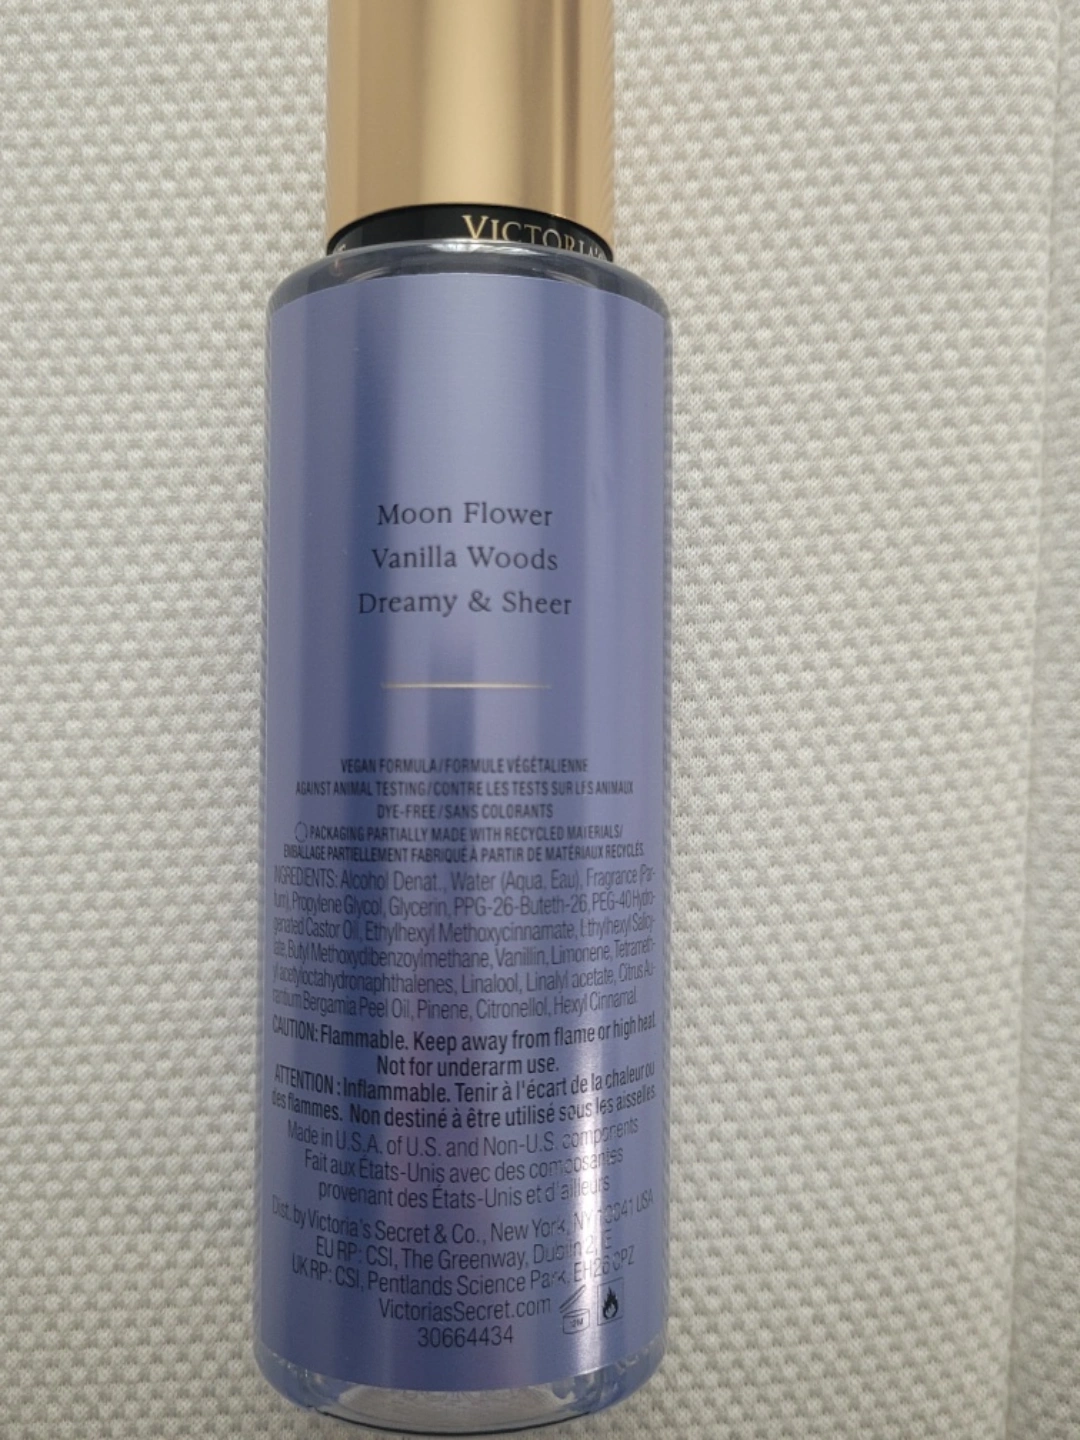 VICTORIA'S
Moon Flower
Vanilla Woods
Dreamy & Sheer
VEGAN FORMULA/FORMULE VÉGÉTALIENNE
AGAINST ANIMAL TESTING/CONTRE LES TESTS SUR LES ANIMAUX
DYE-FREE/SANS COLORANTS
PACKAGING PARTIALLY MADE WITH RECYCLED MATERIALS/
EMBALLAGE PARTIELLEMENT FABRIQUÉ À PARTIR DE MATÉRIAUX RECYCLÉS
INGREDIENTS: Alcohol Denat., Water (Aqua, Eau), Fragrance (Par-
fum), Propylene Glycol, Glycerin, PPG-26-Buteth-26, PEG-40 Hydro-
genated Castor Oil, Ethylhexyl Methoxycinnamate, Ethylhexyl Salicy-
late, Butyl Methoxydibenzoylmethane, Vanillin, Limonene, Tetrameth-
yl acetyloctahydronaphthalenes, Linalool, Linalyl acetate, Citrus Au-
rantium Bergamia Peel Oil, Pinene, Citronellol, Hexyl Cinnamal
CAUTION: Flammable. Keep away from flame or high heat.
Not for underarm use.
ATTENTION : Inflammable. Tenir à l'écart de la chaleur ou
des flammes. Non destiné à être utilisé sous les aisselles.
Made in U.S.A. of U.S. and Non-U.S. components
Fait aux États-Unis avec des composantes
provenant des États-Unis et d'ailleurs
Dist. by Victoria's Secret & Co., New York, NY USA
EU RP: CSI, The Greenway, Dublin 2,
UK RP: CSI, Pentlands Science Park, EH26 0PZ
VictoriasSecret.com
12M
30664434